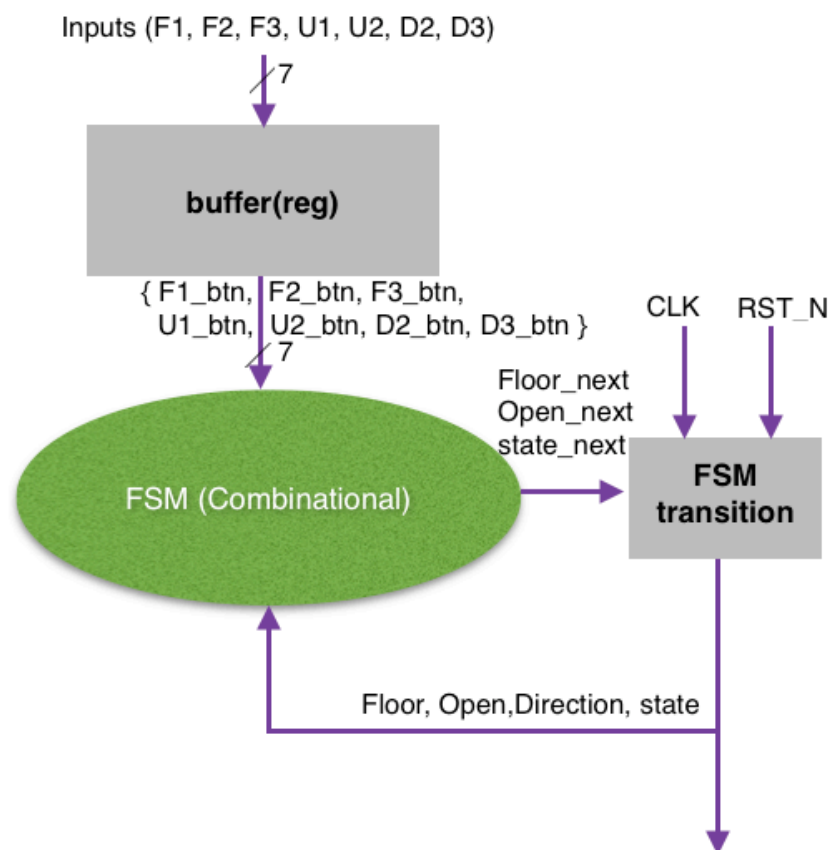 Inputs (F1, F2, F3, U1, U2, D2, D3)
7
buffer(reg)
{ F1_btn, F2_btn, F3_btn,
U1_btn, U2_btn, D2_btn, D3_btn }
7
CLK
RST_N
Floor_next
Open_next
state_next
FSM
transition
FSM (Combinational)
Floor, Open,Direction, state